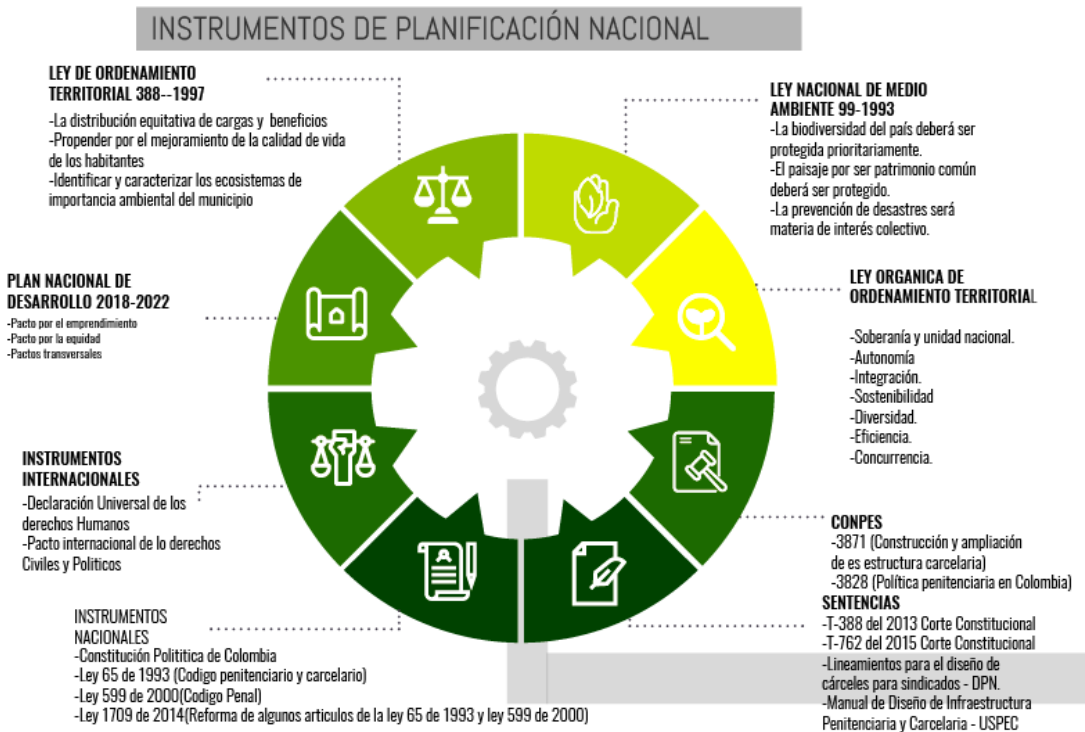 INSTRUMENTOS DE PLANIFICACIÓN NACIONAL
LEY DE ORDENAMIENTO
TERRITORIAL 388--1997
-La distribución equitativa de cargas y beneficios
-Propender por el mejoramiento de la calidad de vida
de los habitantes
-Identificar y caracterizar los ecosistemas de
importancia ambiental del municipio
LEY NACIONAL DE MEDIO
AMBIENTE 99-1993
-La biodiversidad del país deberá ser
protegida prioritariamente.
-El paisaje por ser patrimonio común
deberá ser protegido.
-La prevención de desastres será
materia de interés colectivo.
PLAN NACIONAL DE
DESARROLLO 2018-2022
-Pacto por el emprendimiento
-Pacto por la equidad
-Pactos transversales
LEY ORGANICA DE
ORDENAMIENTO TERRITORIAL
-Soberanía y unidad nacional.
-Autonomía
-Integración.
-Sostenibilidad
-Diversidad.
-Eficiencia.
-Concurrencia.
INSTRUMENTOS
INTERNACIONALES
-Declaración Universal de los
derechos Humanos
-Pacto internacional de lo derechos
Civiles y Politicos
CONPES
-3871 (Construcción y ampliación
de es estructura carcelaria)
-3828 (Política penitenciaria en Colombia)
SENTENCIAS
-T-388 del 2013 Corte Constitucional
-T-762 del 2015 Corte Constitucional
-Lineamientos para el diseño de
cárceles para sindicados - DPN.
-Manual de Diseño de Infraestructura
Penitenciaria y Carcelaria - USPEC
INSTRUMENTOS
NACIONALES
-Constitución Polititica de Colombia
-Ley 65 de 1993 (Codigo penitenciario y carcelario)
-Ley 599 de 2000(Codigo Penal)
-Ley 1709 de 2014(Reforma de algunos articulos de la ley 65 de 1993 y ley 599 de 2000)